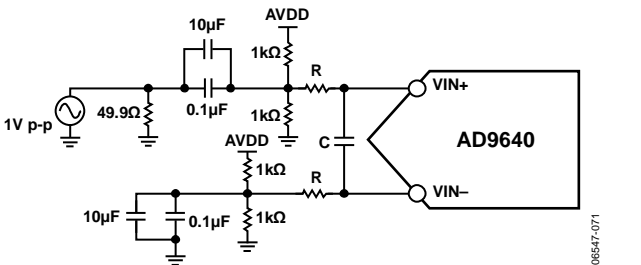 10µF
AVDD
1kΩ
R
VIN+
0.1µF
1V p-p
49.9Ω
1kΩ
AD9640
C
AVDD
1kΩ
R
VIN–
10µF
0.1µF
1kΩ
06547-071